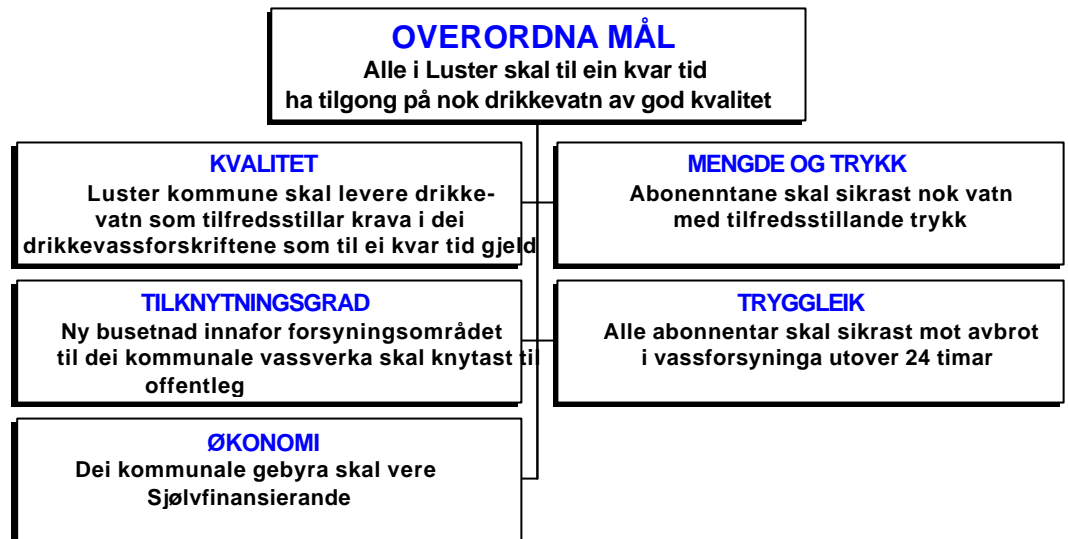 OVERORDNA MÅL
Alle i Luster skal til ein kvar tid
ha tilgong på nok drikkevatn av god kvalitet
KVALITET
Luster kommune skal levere drikke-
vatn som tilfredsstillar krava i dei
drikkevassforskriftene som til ei kvar tid gjeld
MENGDE OG TRYKK
Abonenntane skal sikrast nok vatn
med tilfredsstillande trykk
TILKNYTNINGSGRAD
Ny busetnad innafor forsyningsområdet
til dei kommunale vassverka skal knytast til
offentleg
TRYGGLEIK
Alle abonnentar skal sikrast mot avbrot
i vassforsyninga utover 24 timar
ØKONOMI
Dei kommunale gebyra skal vere
Sjølvfinansierande